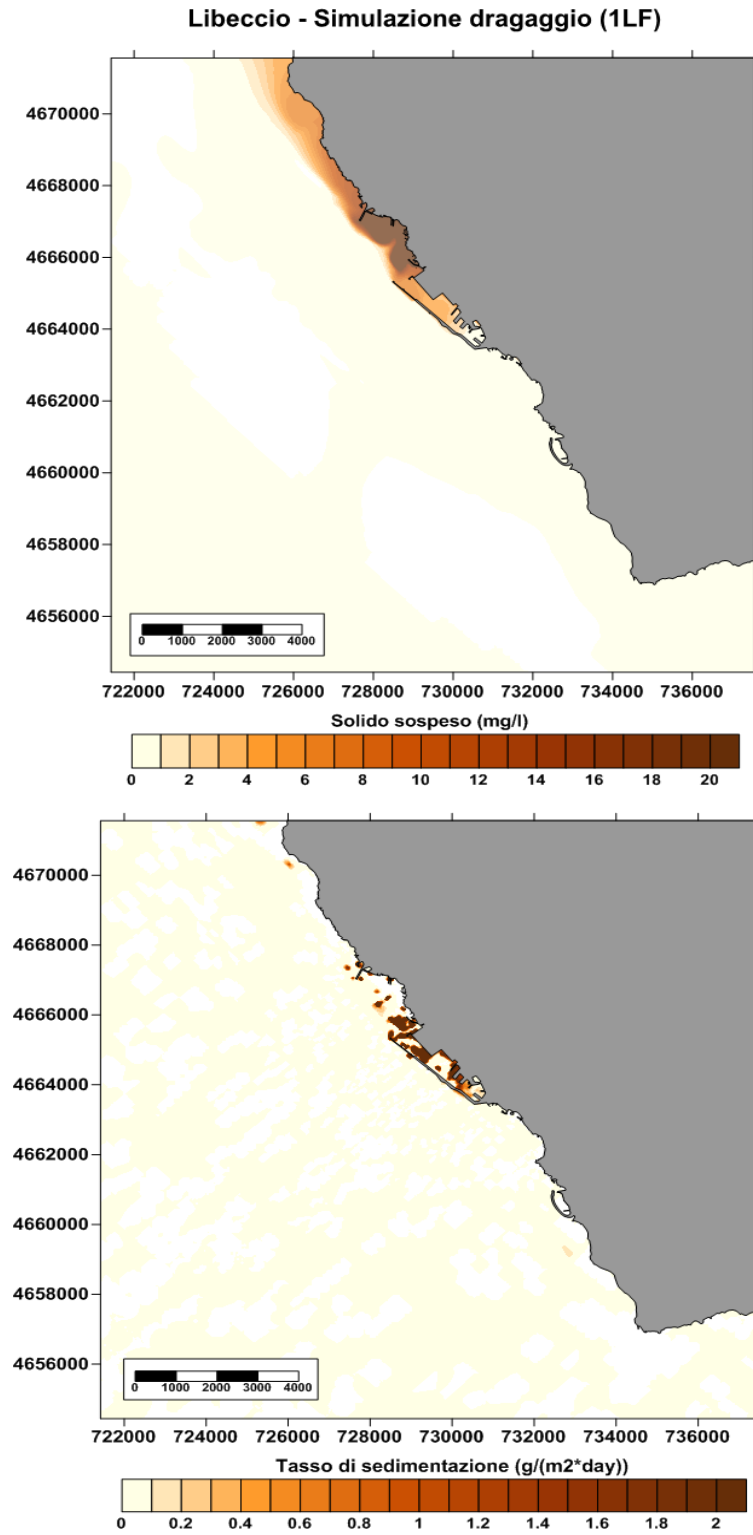 Libeccio - Simulazione dragaggio (1LF)
4670000
4668000
4666000
4664000
4662000
4660000
4658000
4656000
0 1000 2000 3000 4000
722000 724000 726000 728000 730000 732000 734000 736000
Solido sospeso (mg/l)
0 2 4 6 8 10 12 14 16 18 20
4670000
4668000
4666000
4664000
4662000
4660000
4658000
4656000
0 1000 2000 3000 4000
722000 724000 726000 728000 730000 732000 734000 736000
Tasso di sedimentazione (g/(m2*day))
0 0.2 0.4 0.6 0.8 1 1.2 1.4 1.6 1.8 2